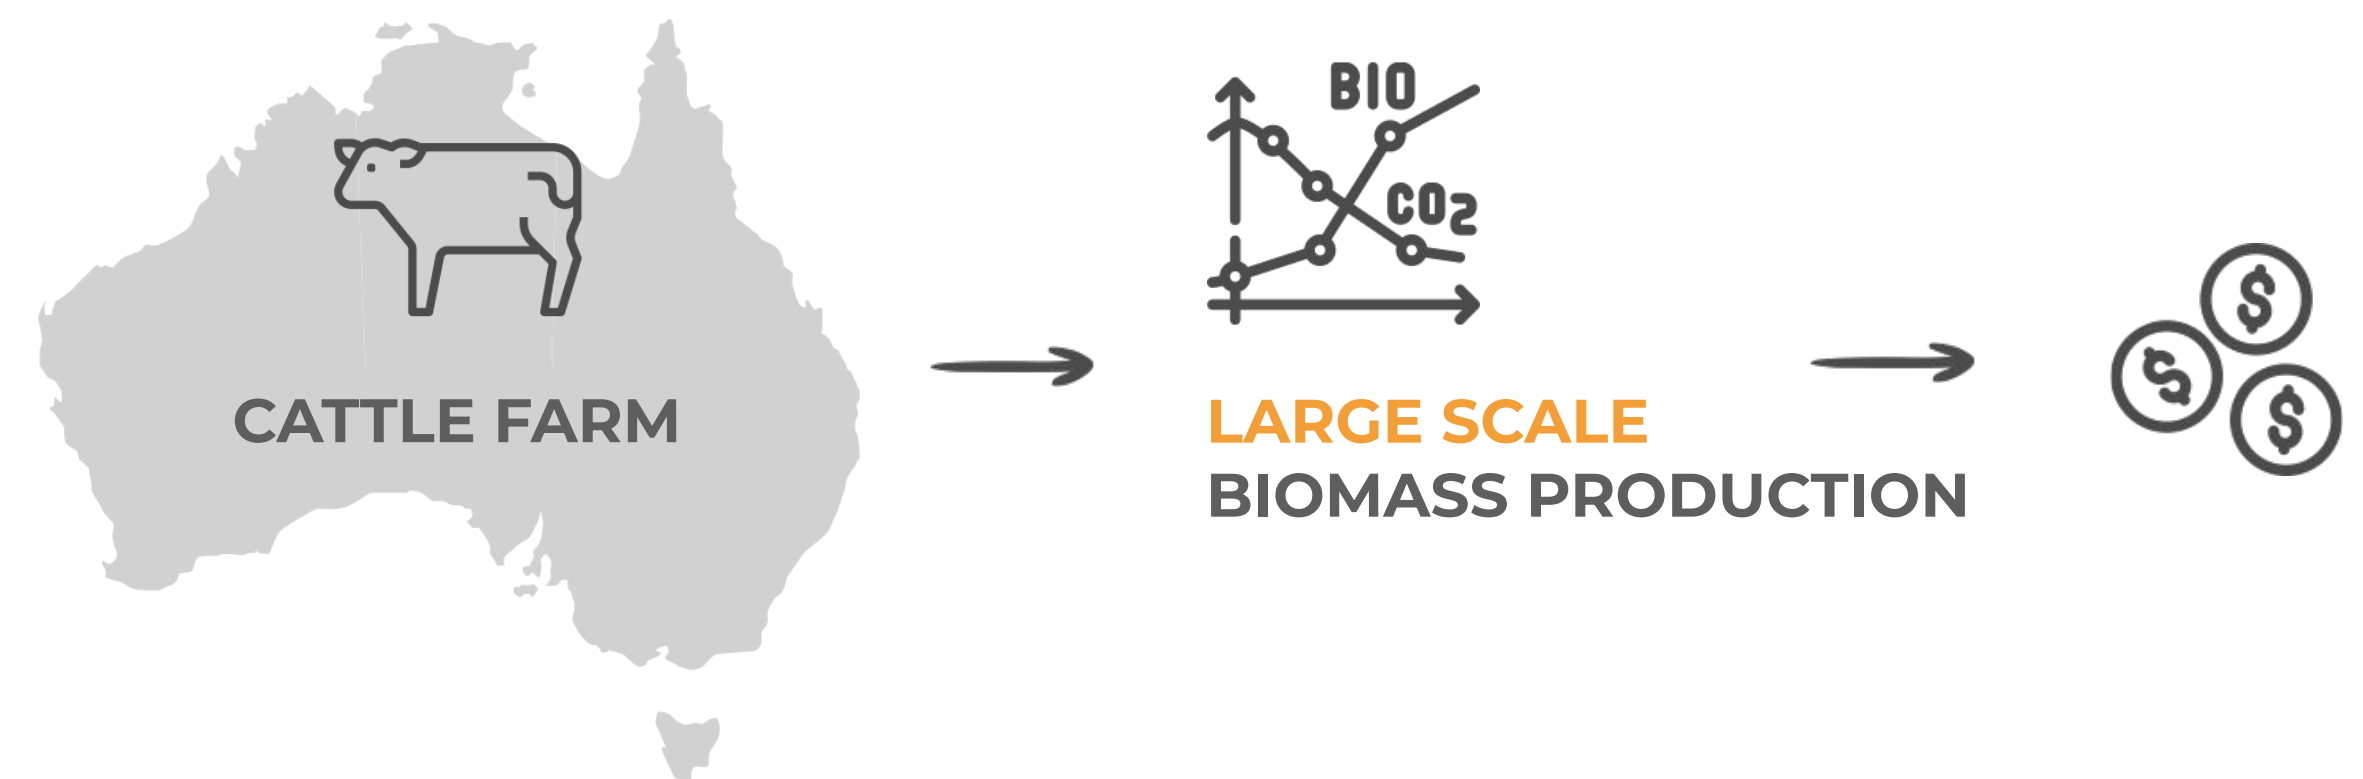 CATTLE FARM
BIO
CO2
LARGE SCALE
BIOMASS PRODUCTION
$
$
$